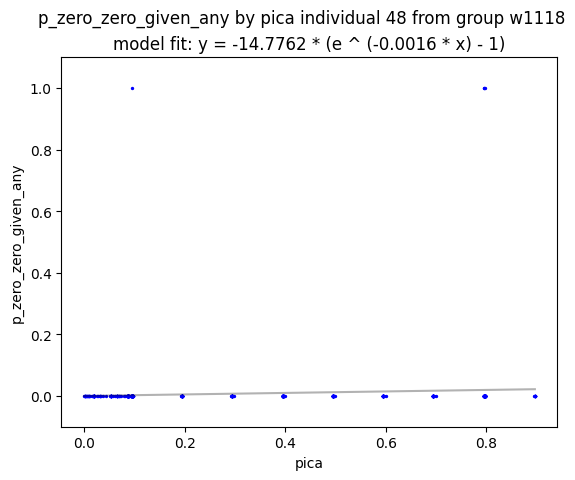 p_zero_zero_given_any by pica individual 48 from group w1118
model fit: y = -14.7762 * (e ^ (-0.0016 * x) - 1)
p_zero_zero_given_any
1.0
0.8
0.6
0.4
0.2
0.0
0.0 0.2 0.4 0.6 0.8
pica